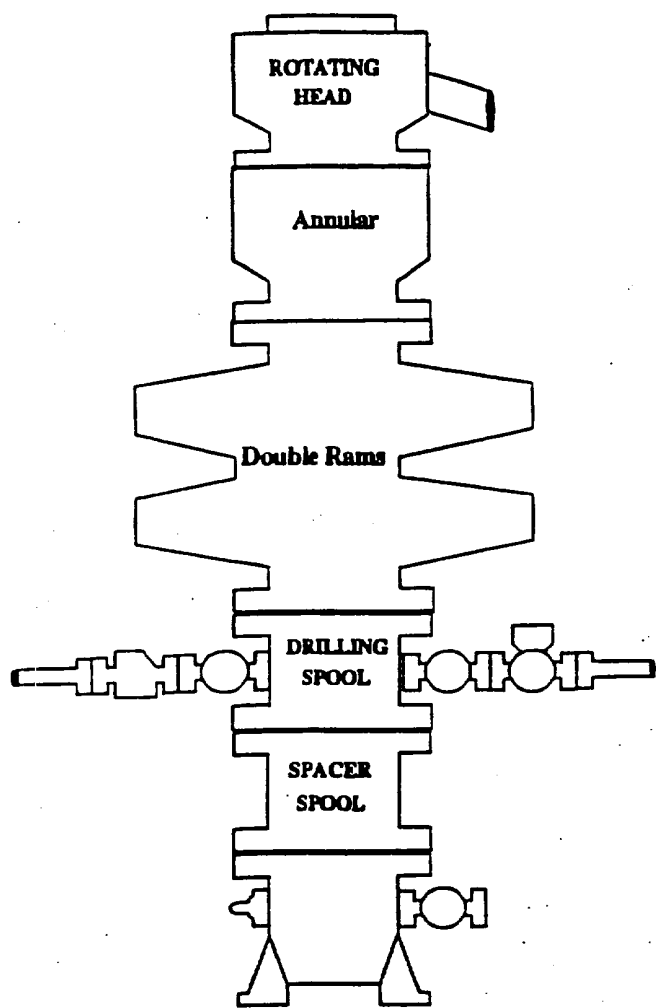 ROTATING
HEAD
Annular
Double Rams
DRILLING
SPOOL
SPACER
SPOOL